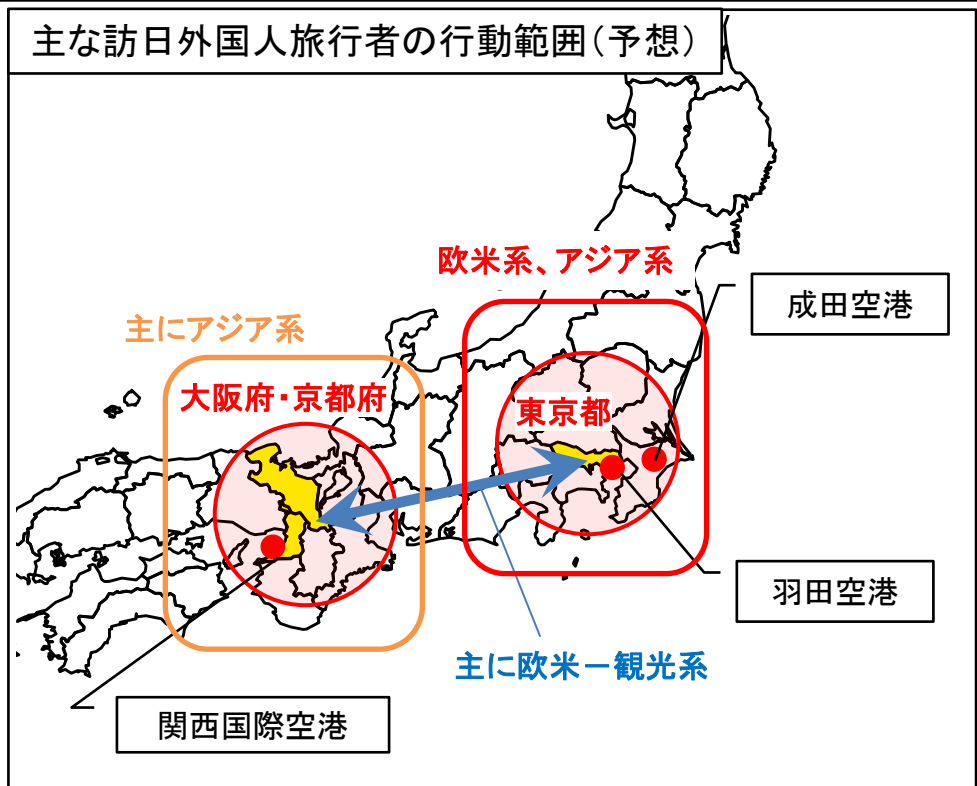 主な訪日外国人旅行者の行動範囲(予想)
欧米系、アジア系
成田空港
主にアジア系
大阪府・京都府
東京都
羽田空港
主に欧米－観光系
関西国際空港